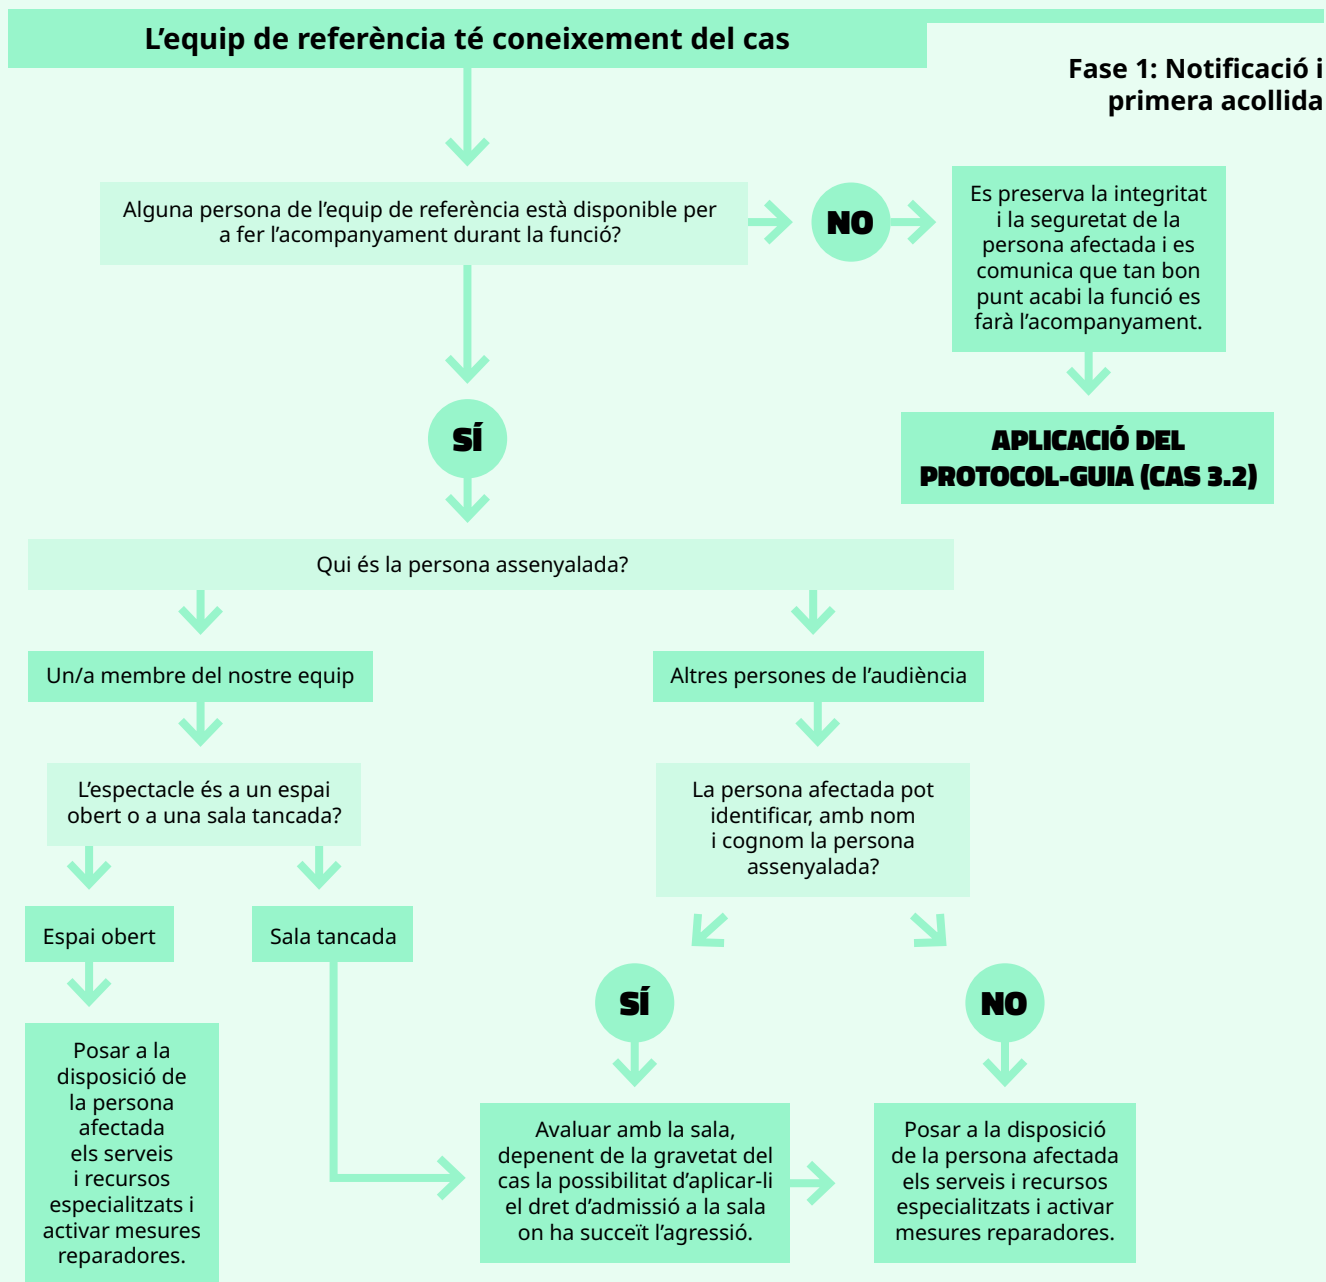 L’equip de referència té coneixement del cas
Fase 1: Notificació i
primera acollida
Alguna persona de l’equip de referència està disponible per
a fer l’acompanyament durant la funció?
NO
Es preserva la integritat
i la seguretat de la
persona afectada i es
comunica que tan bon
punt acabi la funció es
farà l’acompanyament.
SÍ
APLICACIÓ DEL
PROTOCOL-GUIA (CAS 3.2)
Qui és la persona assenyalada?
Un/a membre del nostre equip
Altres persones de l’audiència
L’espectacle és a un espai
obert o a una sala tancada?
La persona afectada pot
identificar, amb nom
i cognom la persona
assenyalada?
Espai obert
Sala tancada
SÍ
NO
Posar a la
disposició de
la persona
afectada
els serveis
i recursos
especialitzats i
activar mesures
reparadores.
Avaluar amb la sala,
depenent de la gravetat del
cas la possibilitat d’aplicar-li
el dret d’admissió a la sala
on ha succeït l’agressió.
Posar a la disposició
de la persona afectada
els serveis i recursos
especialitzats i activar
mesures reparadores.